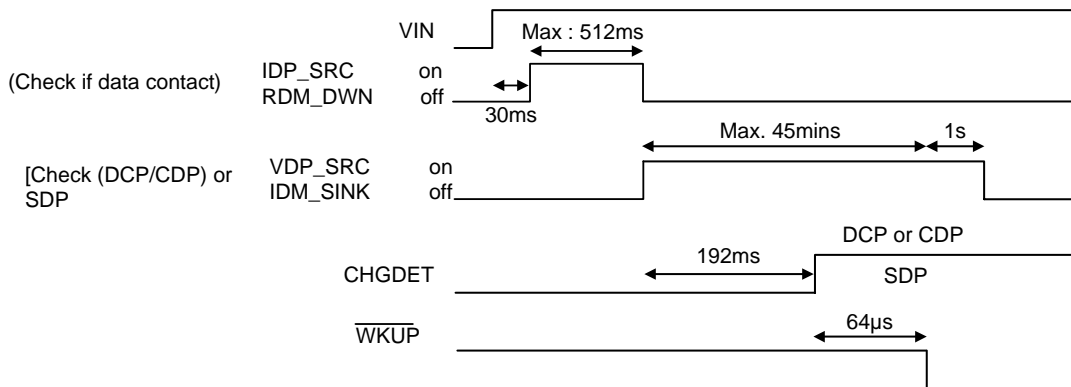 VIN
Max : 512ms
(Check if data contact)
IDP_SRC on
RDM_DWN off
30ms
Max. 45mins
1s
[Check (DCP/CDP) or
SDP
VDP_SRC on
IDM_SINK off
DCP or CDP
192ms
CHGDET
SDP
64µs
WKUP